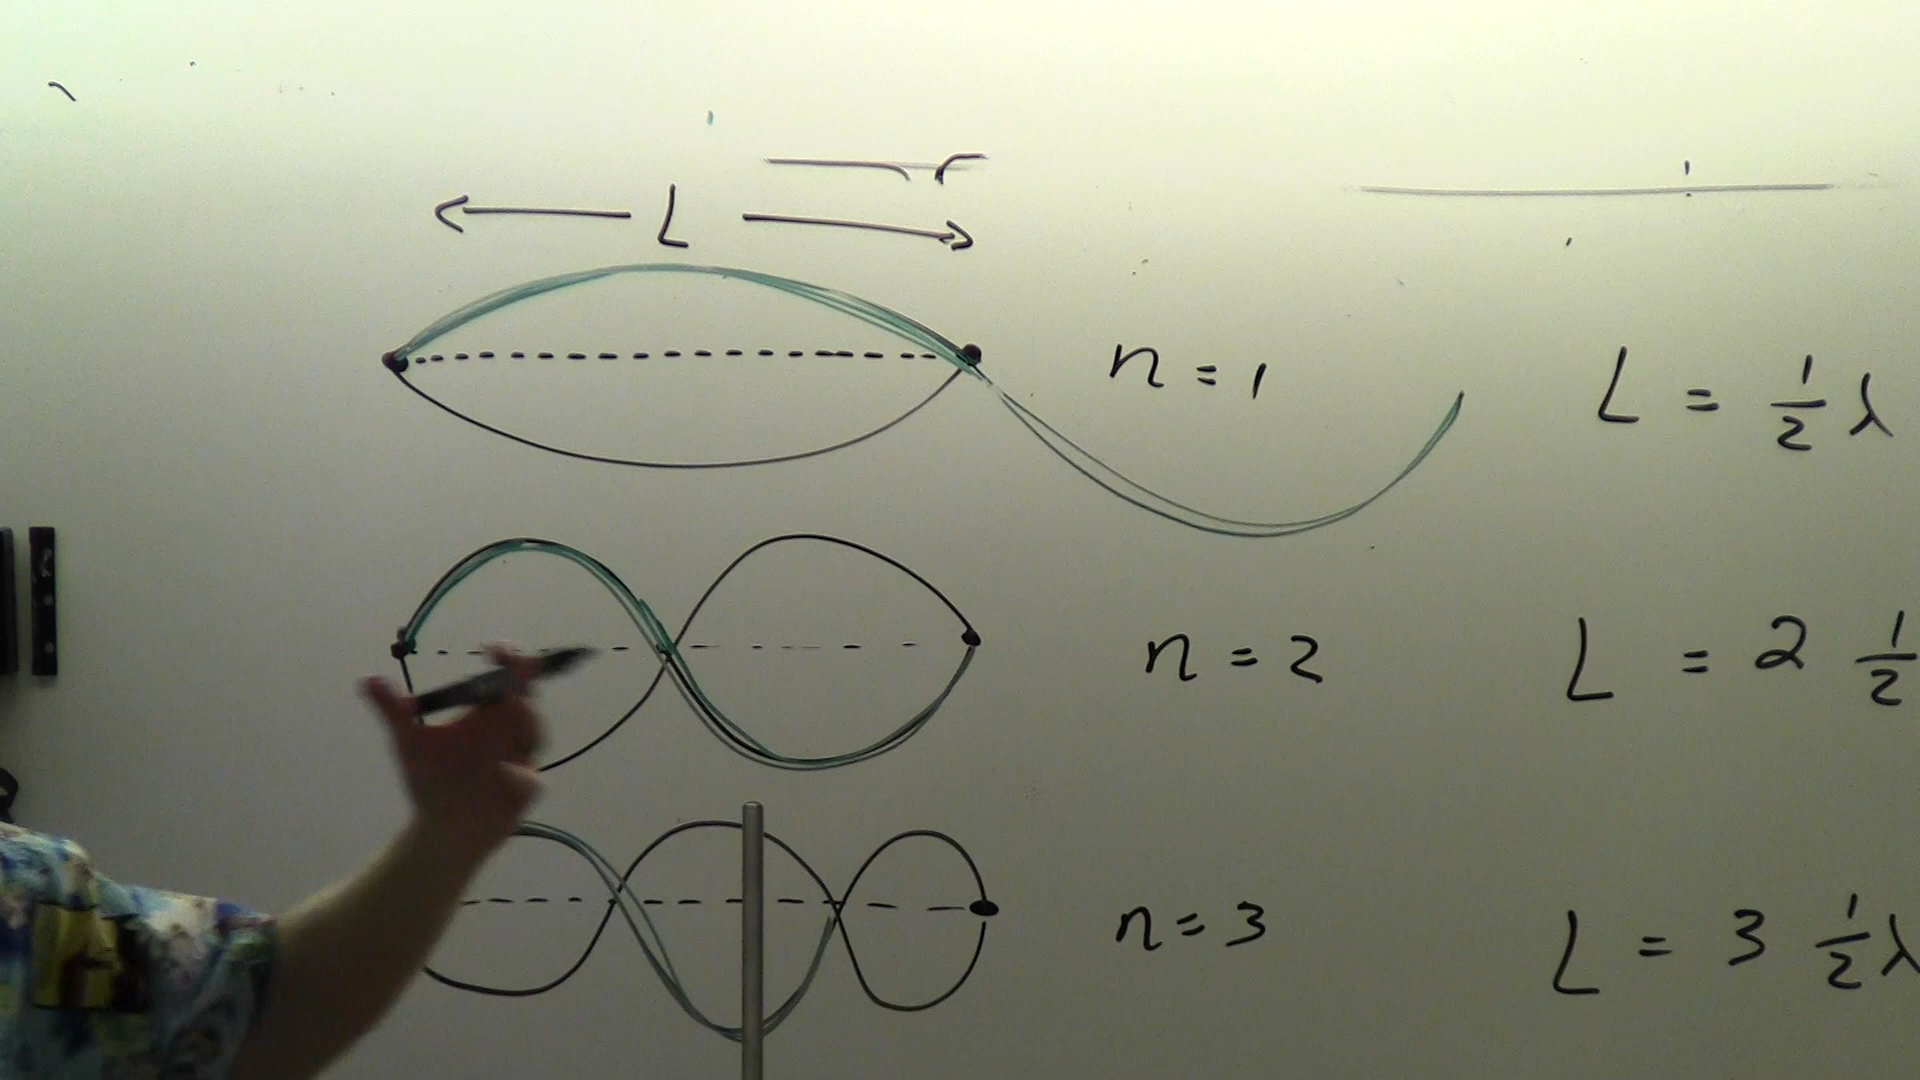 L
n = 1 L = 1/2 λ
n = 2 L = 2 1/2
n = 3 L = 3 1/2 λ